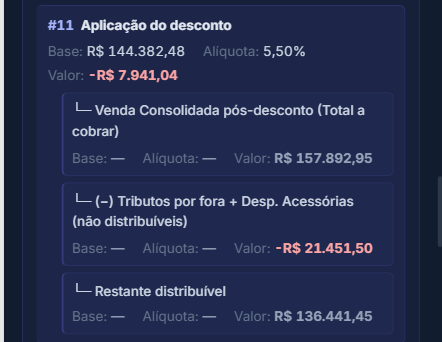 #11 Aplicação do desconto
Base: R$ 144.382,48 Alíquota: 5,50%
Valor: -R$ 7.941,04
└─ Venda Consolidada pós-desconto (Total a
cobrar)
Base: — Alíquota: — Valor: R$ 157.892,95
└─ (−) Tributos por fora + Desp. Acessórias
(não distribuíveis)
Base: — Alíquota: — Valor: -R$ 21.451,50
└─ Restante distribuível
Base: — Alíquota: — Valor: R$ 136.441,45